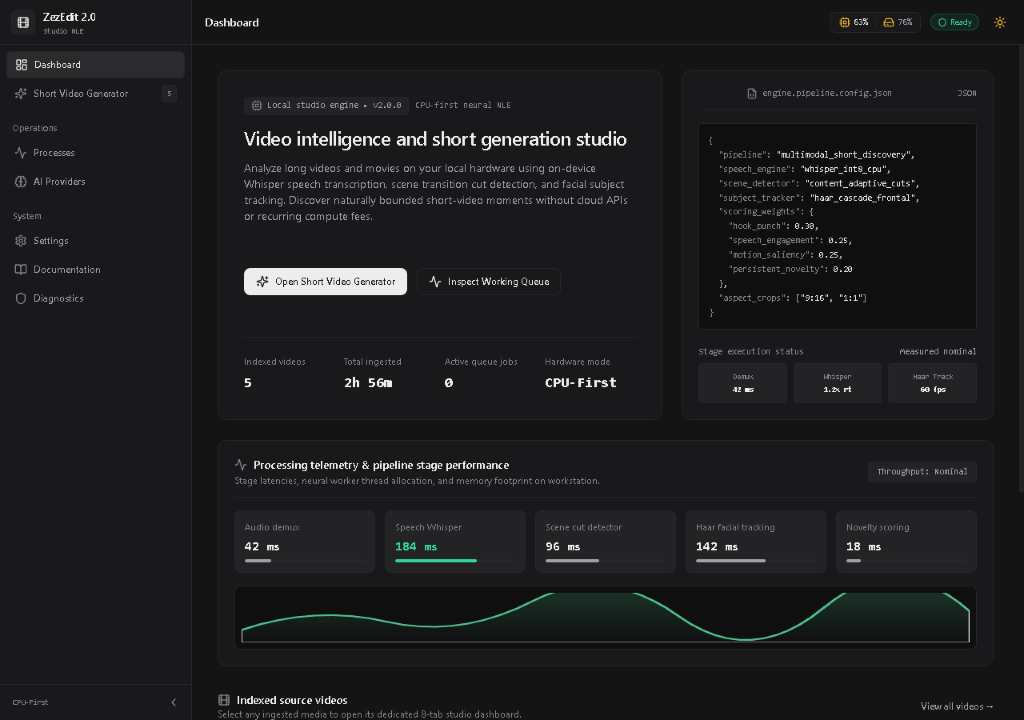 ZezEdit 2.0
Studio NLE
Dashboard
Short Video Generator
5
Operations
Processes
AI Providers
System
Settings
Documentation
Diagnostics
CPU-First
Dashboard
63%
76%
Ready
Local studio engine • v2.0.0
CPU-first neural NLE
Video intelligence and short generation studio
Analyze long videos and movies on your local hardware using on-device
Whisper speech transcription, scene transition cut detection, and facial subject
tracking. Discover naturally bounded short-video moments without cloud APIs
or recurring compute fees.
Open Short Video Generator
Inspect Working Queue
Indexed videos
5
Total ingested
2h 56m
Active queue jobs
0
Hardware mode
CPU-First
engine.pipeline.config.json
JSON
{
"pipeline": "multimodal_short_discovery",
"speech_engine": "whisper_int8_cpu",
"scene_detector": "content_adaptive_cuts",
"subject_tracker": "haar_cascade_frontal",
"scoring_weights": {
"hook_punch": 0.30,
"speech_engagement": 0.25,
"motion_saliency": 0.25,
"persistent_novelty": 0.20
},
"aspect_crops": ["9:16", "1:1"]
}
Stage execution status
Measured nominal
Demux
42 ms
Whisper
1.2x rt
Haar Track
60 fps
Processing telemetry & pipeline stage performance
Stage latencies, neural worker thread allocation, and memory footprint on workstation.
Throughput: Nominal
Audio demux
42 ms
Speech Whisper
184 ms
Scene cut detector
96 ms
Haar facial tracking
142 ms
Novelty scoring
18 ms
Indexed source videos
Select any ingested media to open its dedicated 8-tab studio dashboard.
View all videos →